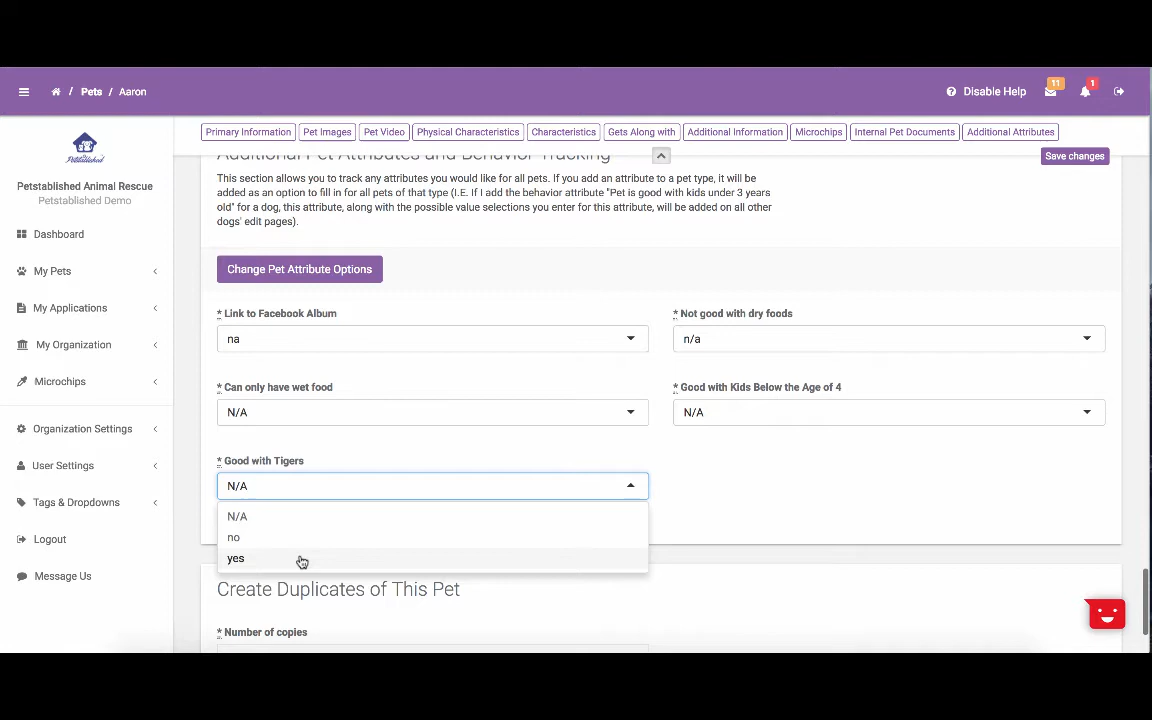 Pets / Aaron
Disable Help
11
1
Primary Information
Pet Images
Pet Video
Physical Characteristics
Characteristics
Gets Along with
Additional Information
Microchips
Internal Pet Documents
Additional Attributes
Petstablished
Petstablished Animal Rescue
Petstablished Demo
Dashboard
My Pets
My Applications
My Organization
Microchips
Organization Settings
User Settings
Tags & Dropdowns
Logout
Message Us
Additional Pet Attributes and Behavior Tracking
Save changes
This section allows you to track any attributes you would like for all pets. If you add an attribute to a pet type, it will be
added as an option to fill in for all pets of that type (I.E. If I add the behavior attribute "Pet is good with kids under 3 years
old" for a dog, this attribute, along with the possible value selections you enter for this attribute, will be added on all other
dogs' edit pages).
Change Pet Attribute Options
* Link to Facebook Album
na
* Not good with dry foods
n/a
* Can only have wet food
N/A
* Good with Kids Below the Age of 4
N/A
* Good with Tigers
N/A
N/A
no
yes
Create Duplicates of This Pet
* Number of copies